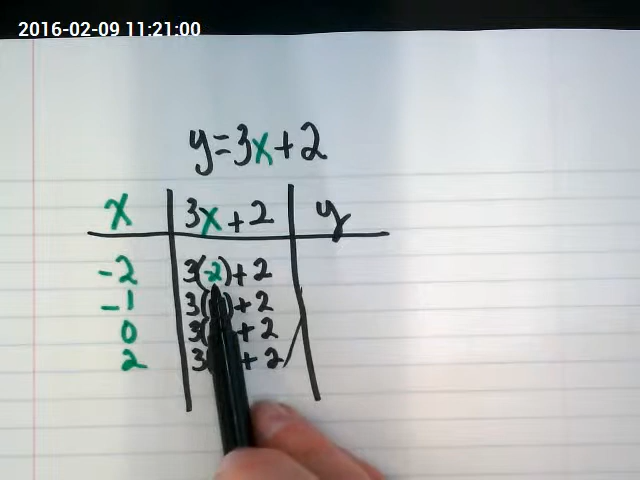 2016-02-09 11:21:00
y=3x+2
x 3x+2 y
-2 3(-2)+2
-1 3( )+2
0 3( +2
2 3( +2